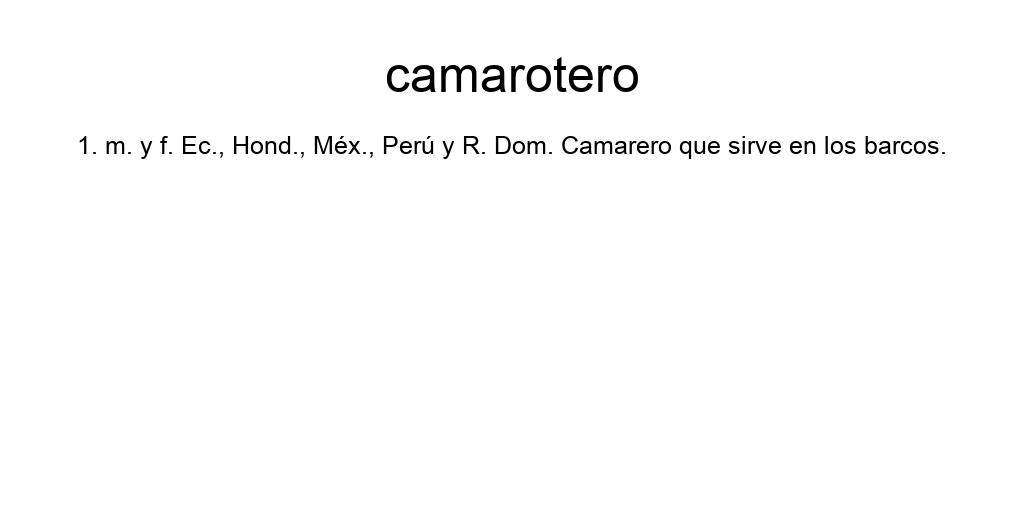 camarotero
1. m. y f. Ec., Hond., Méx., Perú y R. Dom. Camarero que sirve en los barcos.